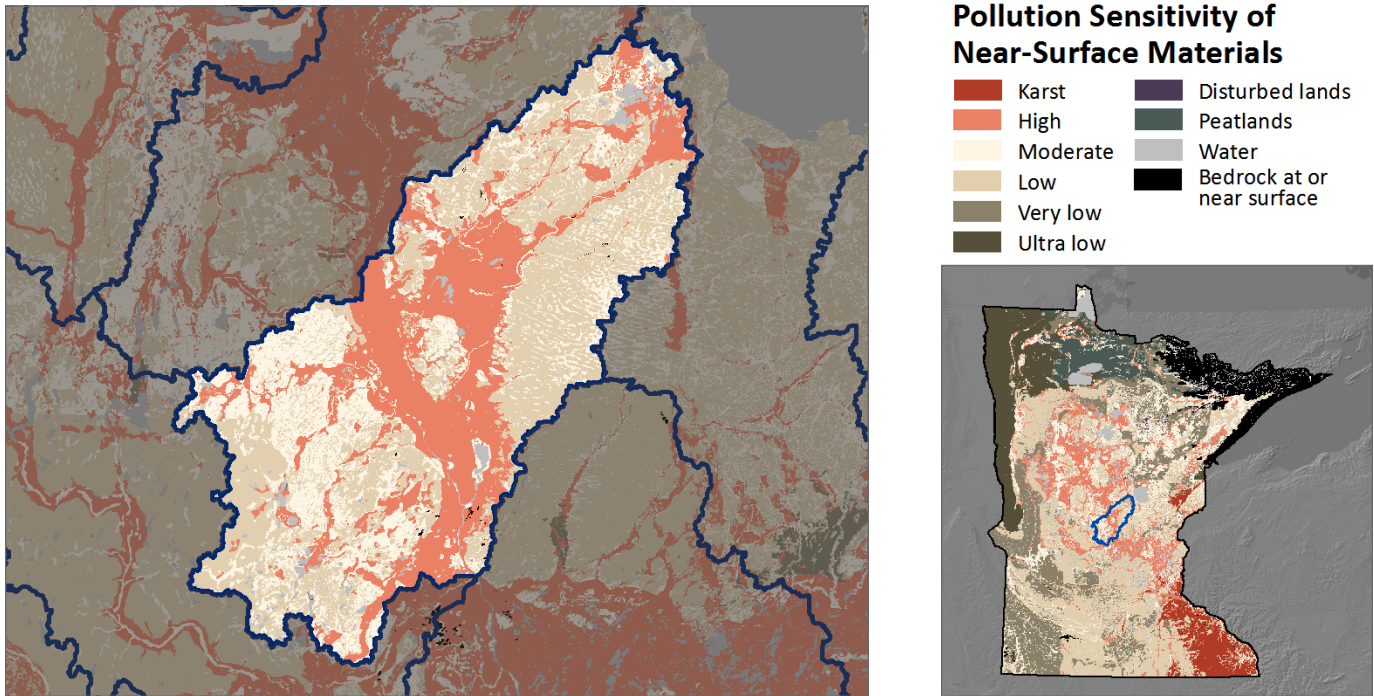 Pollution Sensitivity of
Near-Surface Materials
Karst
High
Moderate
Low
Very low
Ultra low
Disturbed lands
Peatlands
Water
Bedrock at or
near surface